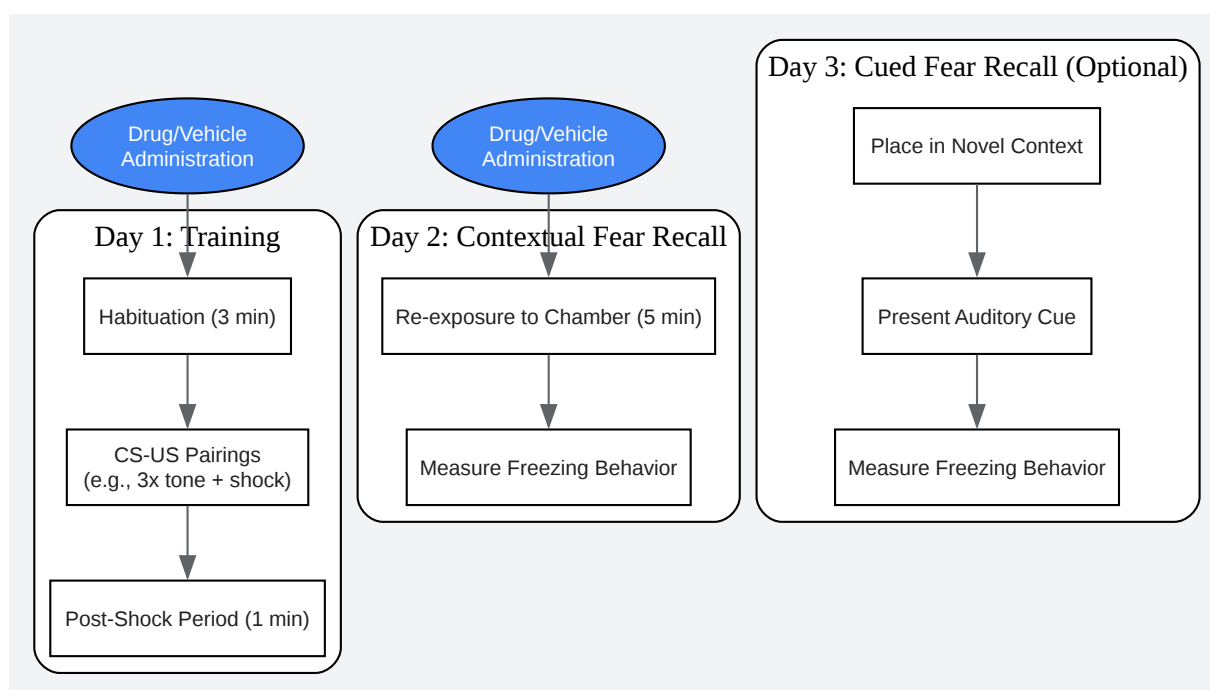 Drug/Vehicle
Administration
Day 1: Training
Habituation (3 min)
CS-US Pairings
(e.g., 3x tone + shock)
Post-Shock Period (1 min)
Drug/Vehicle
Administration
Day 2: Contextual Fear Recall
Re-exposure to Chamber (5 min)
Measure Freezing Behavior
Day 3: Cued Fear Recall (Optional)
Place in Novel Context
Present Auditory Cue
Measure Freezing Behavior